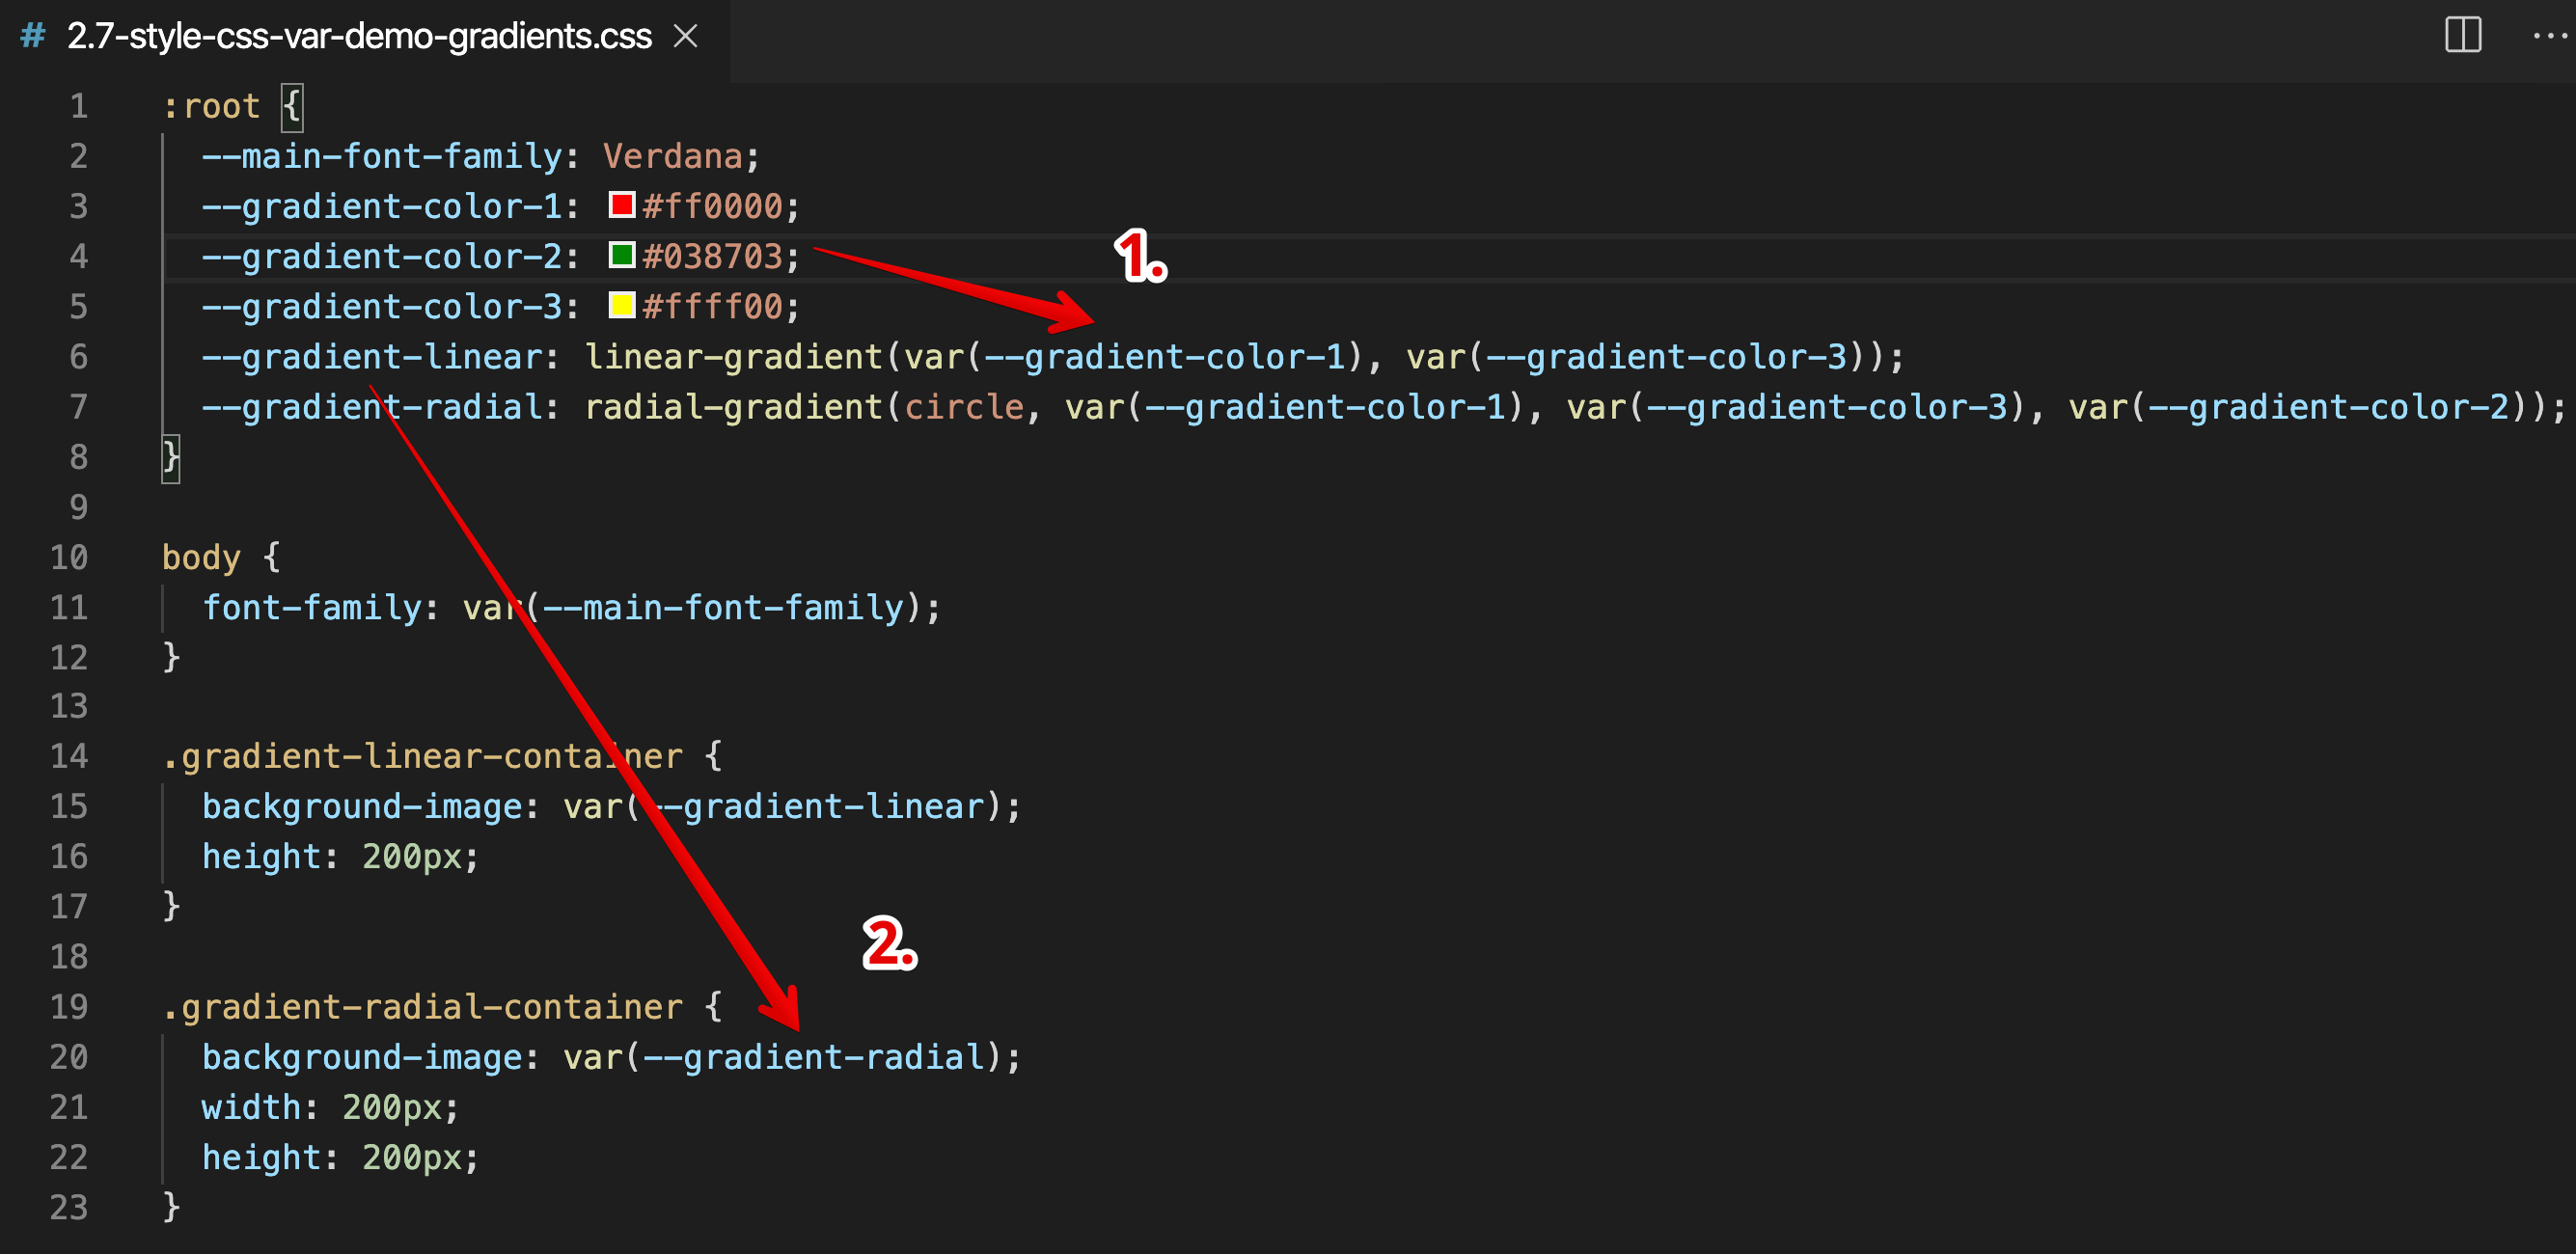 # 2.7-style-css-var-demo-gradients.css
1 :root {
2 --main-font-family: Verdana;
3 --gradient-color-1: #ff0000;
4 --gradient-color-2: #038703;
1.
5 --gradient-color-3: #ffff00;
6 --gradient-linear: linear-gradient(var(--gradient-color-1), var(--gradient-color-3));
7 --gradient-radial: radial-gradient(circle, var(--gradient-color-1), var(--gradient-color-3), var(--gradient-color-2));
8 }
9
10 body {
11 font-family: var(--main-font-family);
12 }
13
14 .gradient-linear-container {
15 background-image: var(--gradient-linear);
16 height: 200px;
17 }
2.
18
19 .gradient-radial-container {
20 background-image: var(--gradient-radial);
21 width: 200px;
22 height: 200px;
23 }